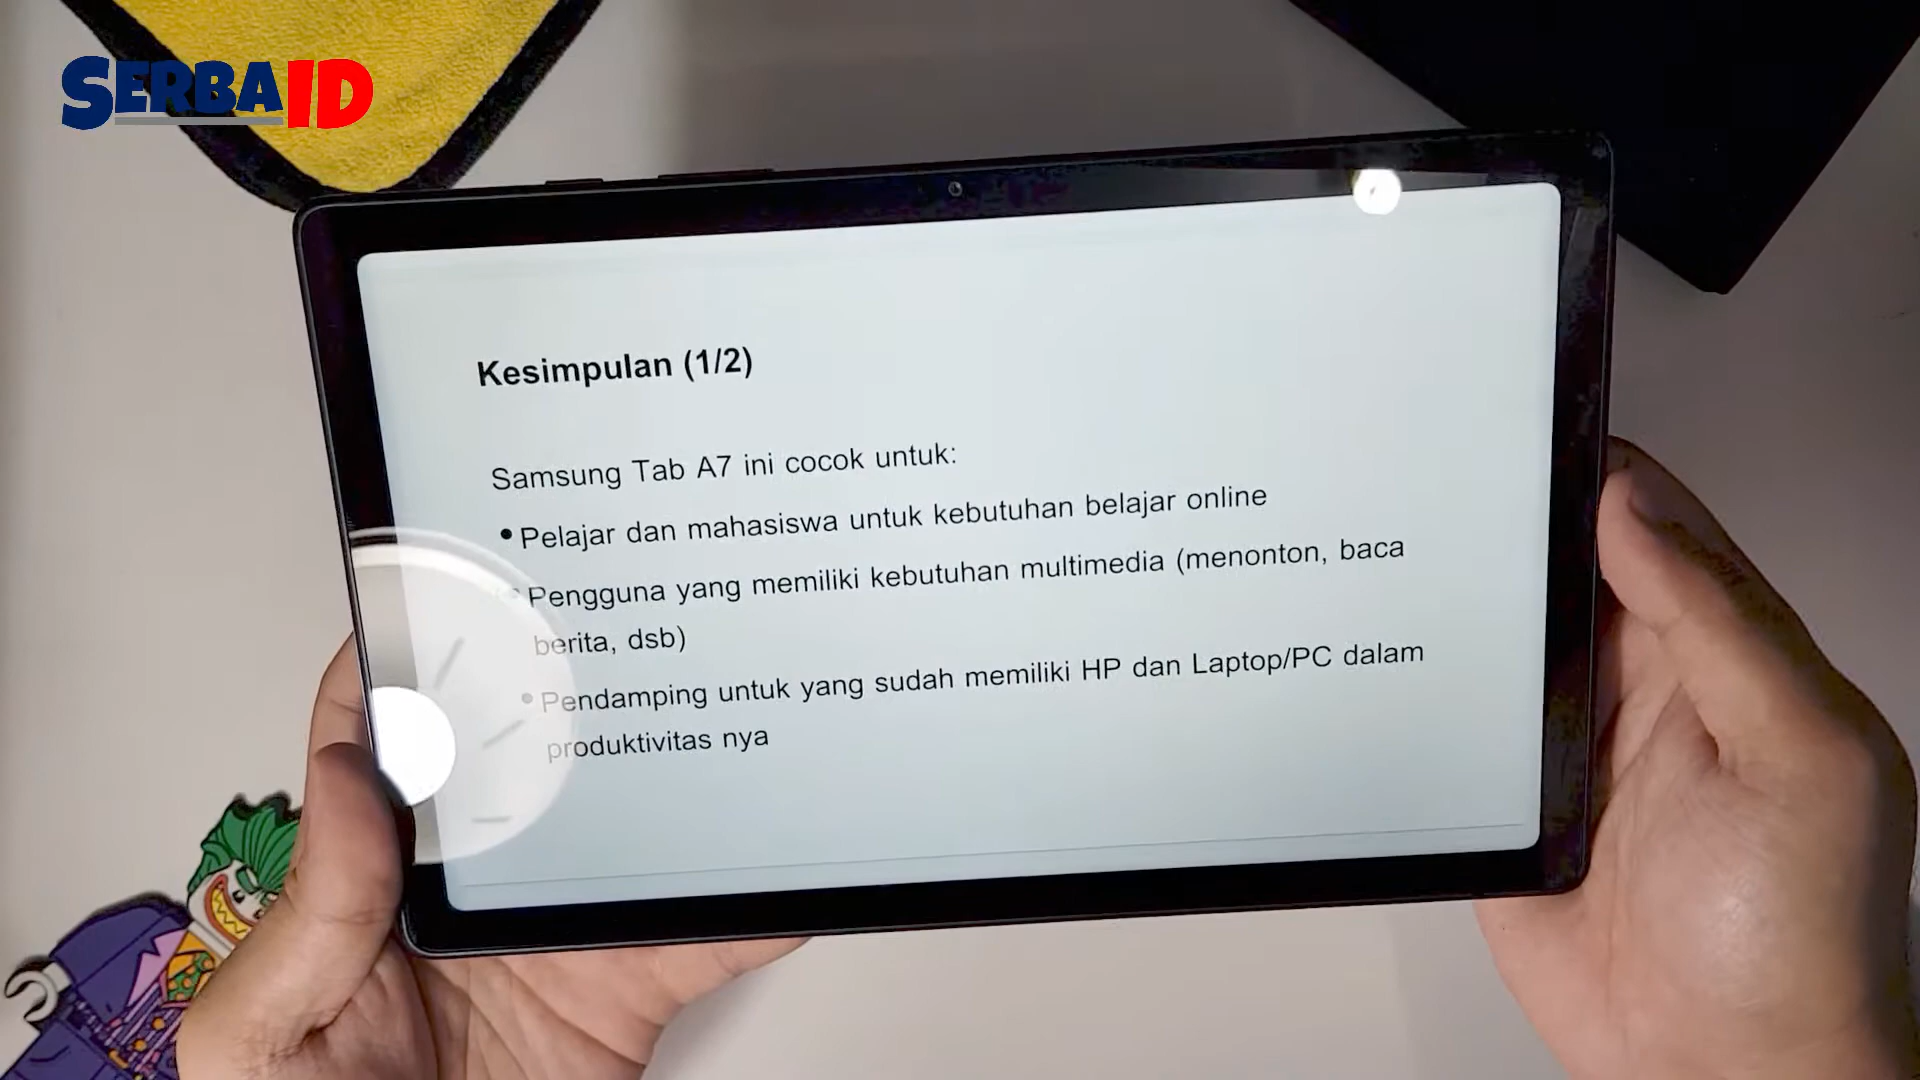 SERBAID
Kesimpulan (1/2)
Samsung Tab A7 ini cocok untuk:
• Pelajar dan mahasiswa untuk kebutuhan belajar online
• Pengguna yang memiliki kebutuhan multimedia (menonton, baca
berita, dsb)
• Pendamping untuk yang sudah memiliki HP dan Laptop/PC dalam
produktivitas nya